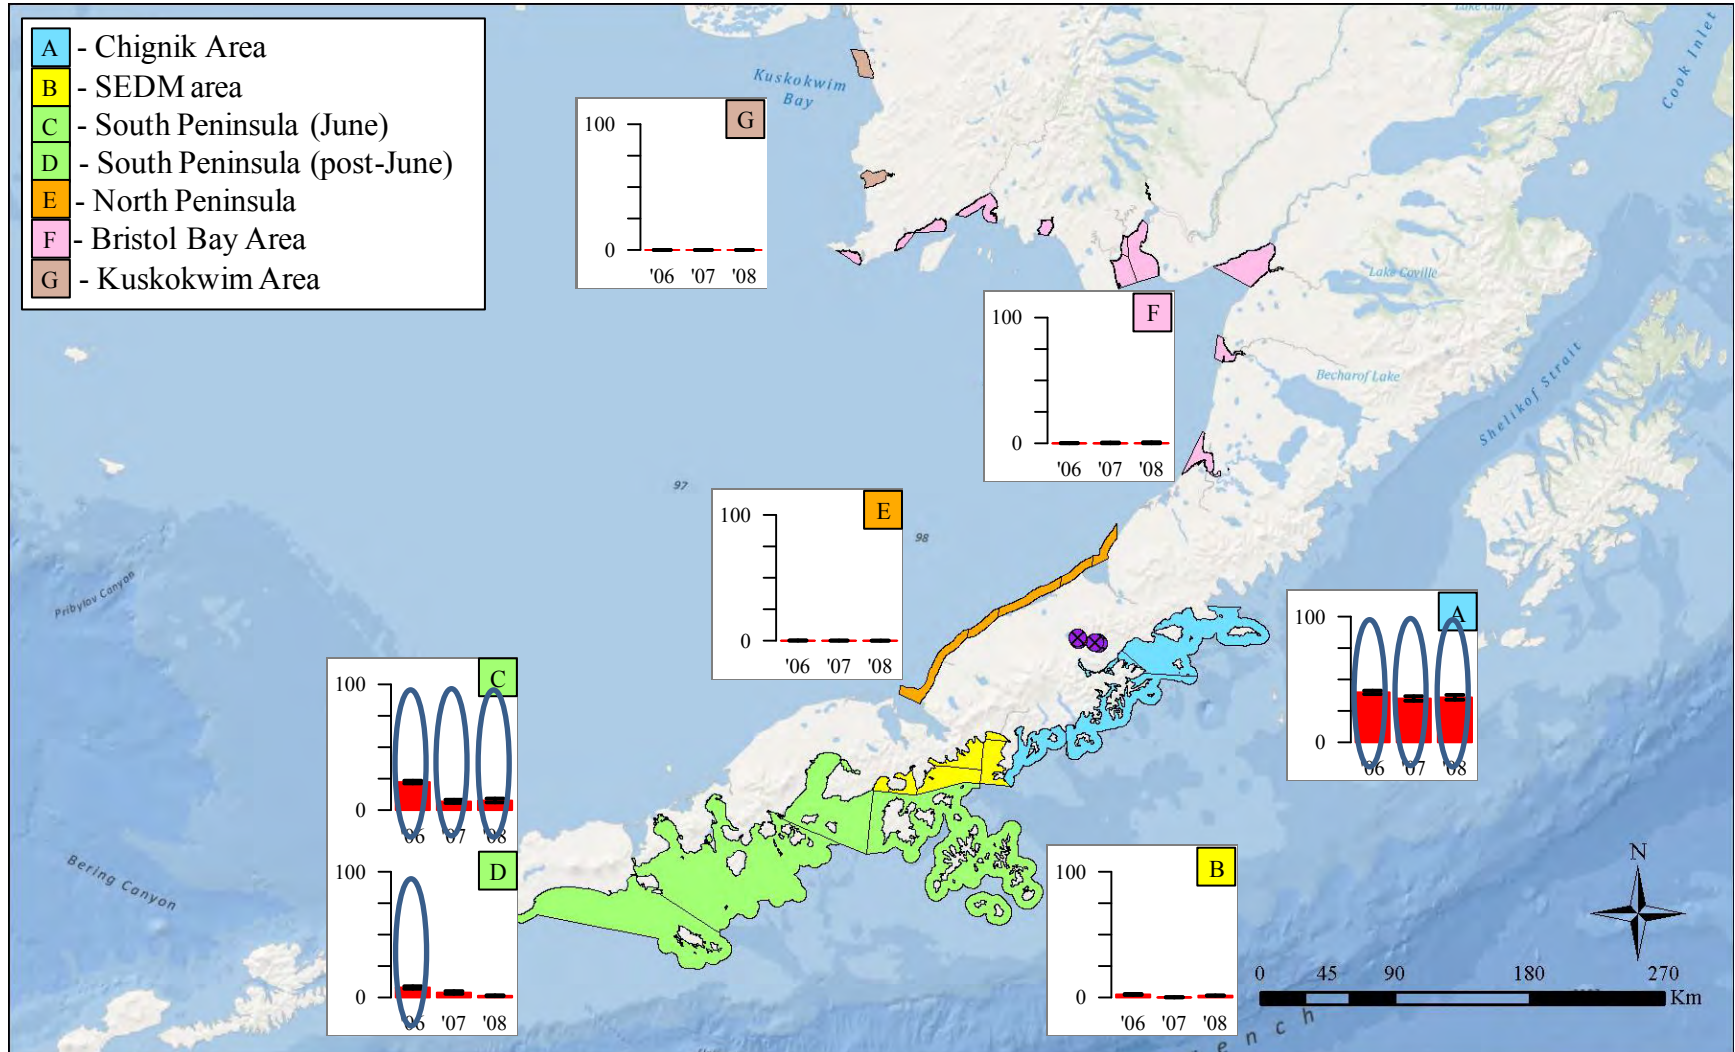 A - Chignik Area
B - SEDM area
C - South Peninsula (June)
D - South Peninsula (post-June)
E - North Peninsula
F - Bristol Bay Area
G - Kuskokwim Area
Lake Clark
Cook Inlet
Kuskokwim
Bay
G
100
0
'06 '07 '08
Lake Coville
F
100
0
'06 '07 '08
Becharof Lake
Shelikof Strait
97
E
100
0
'06 '07 '08
98
Pribylov Canyon
A
100
0
'06 '07 '08
C
100
0
'06 '07 '08
Bering Canyon
D
100
0
'06 '07 '08
B
100
0
'06 '07 '08
N
0 45 90 180 270
Km
ench